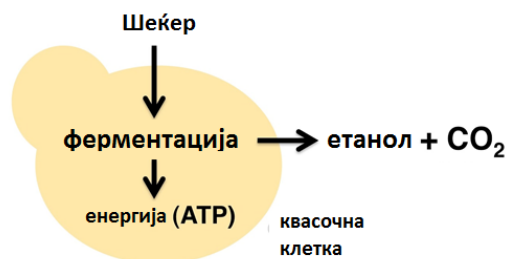 Шеќер
ферментација
етанол + CO₂
енергија (ATP)
квасочна
клетка